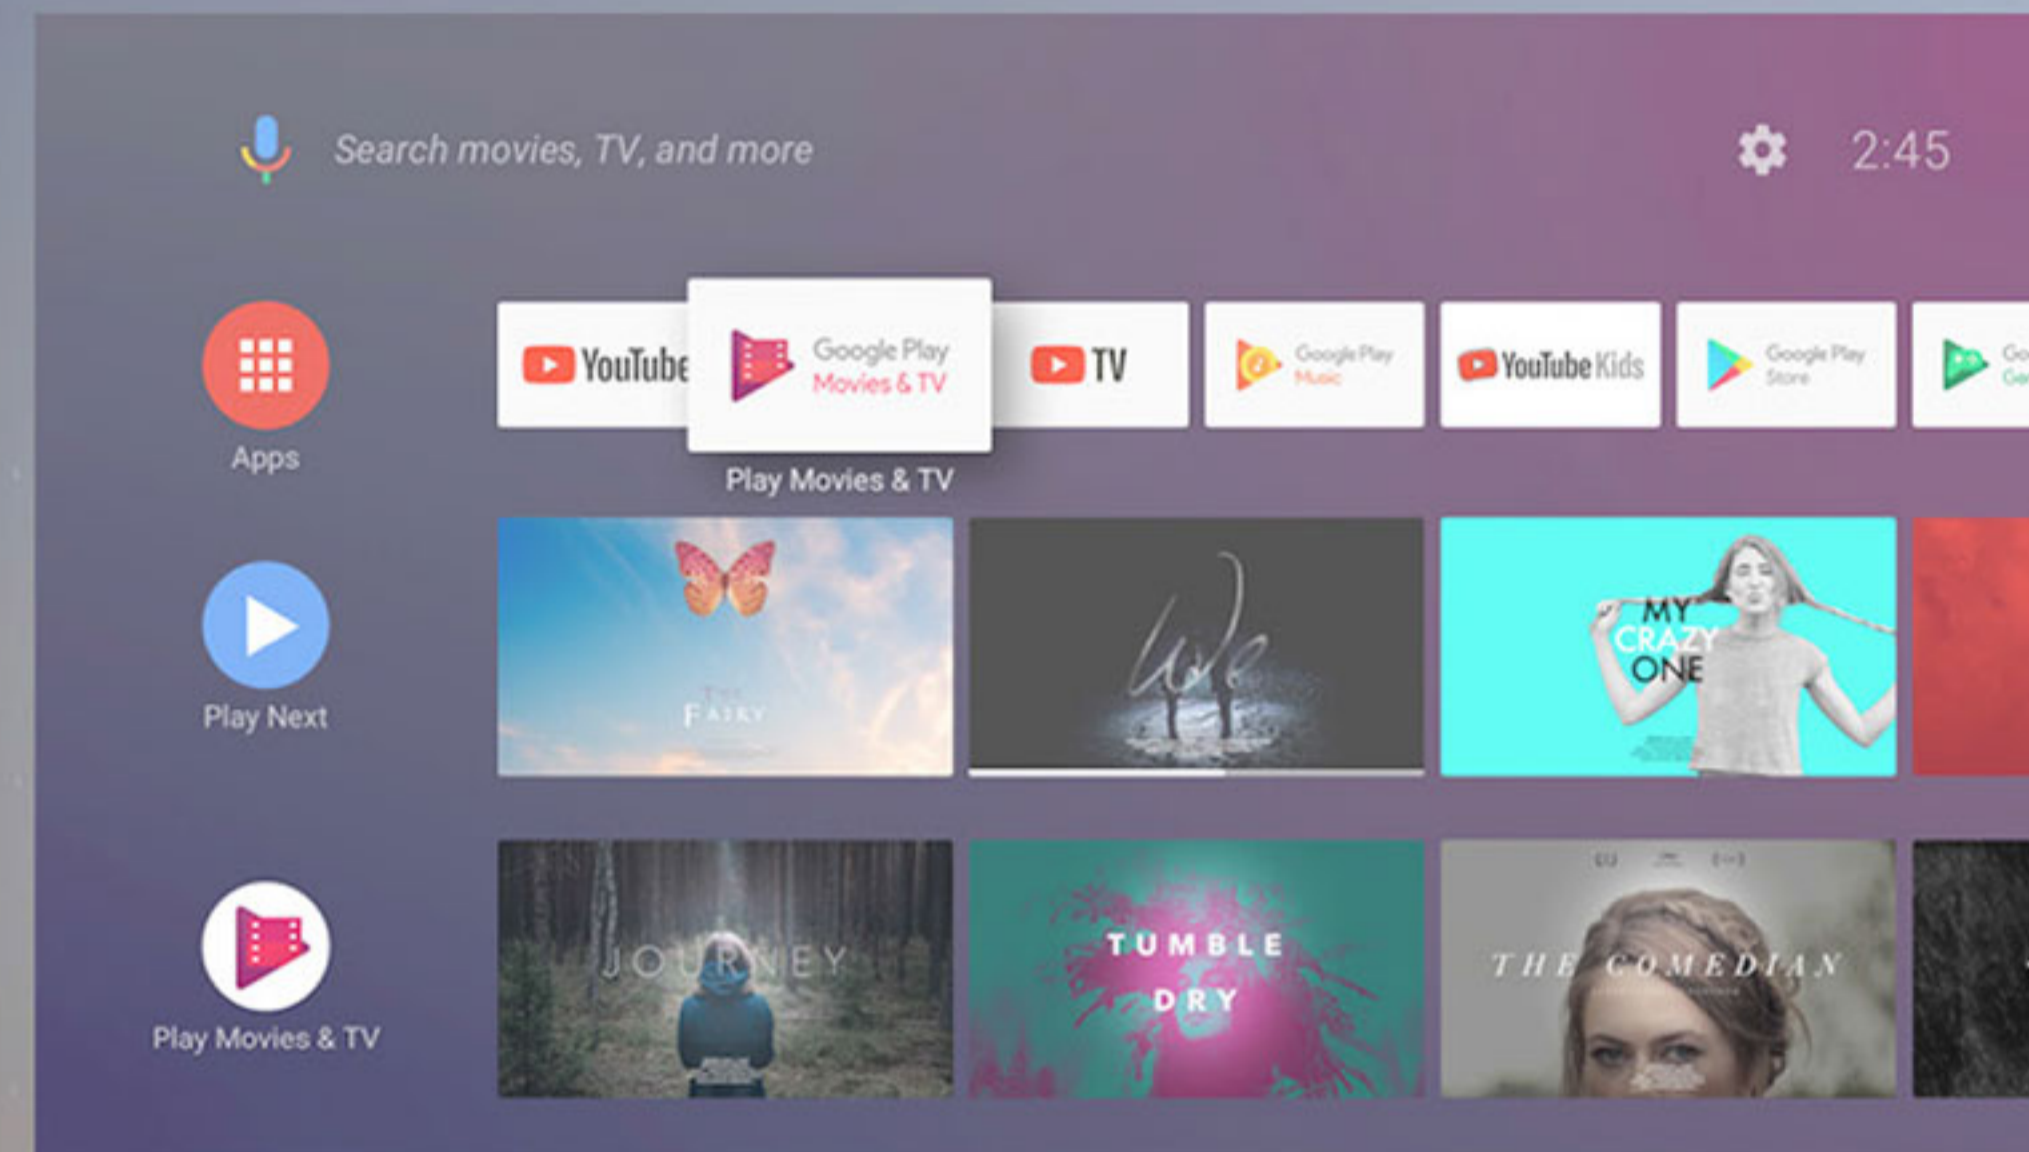 Search movies, TV, and more
2:45
YouTube
Google Play
Movies & TV
TV
Google Play
Music
YouTube Kids
Google Play
Store
Apps
Play Movies & TV
THE
FAIRY
We
MY
CRAZY
ONE
Play Next
JOURNEY
TUMBLE
DRY
THE COMEDIAN
Play Movies & TV